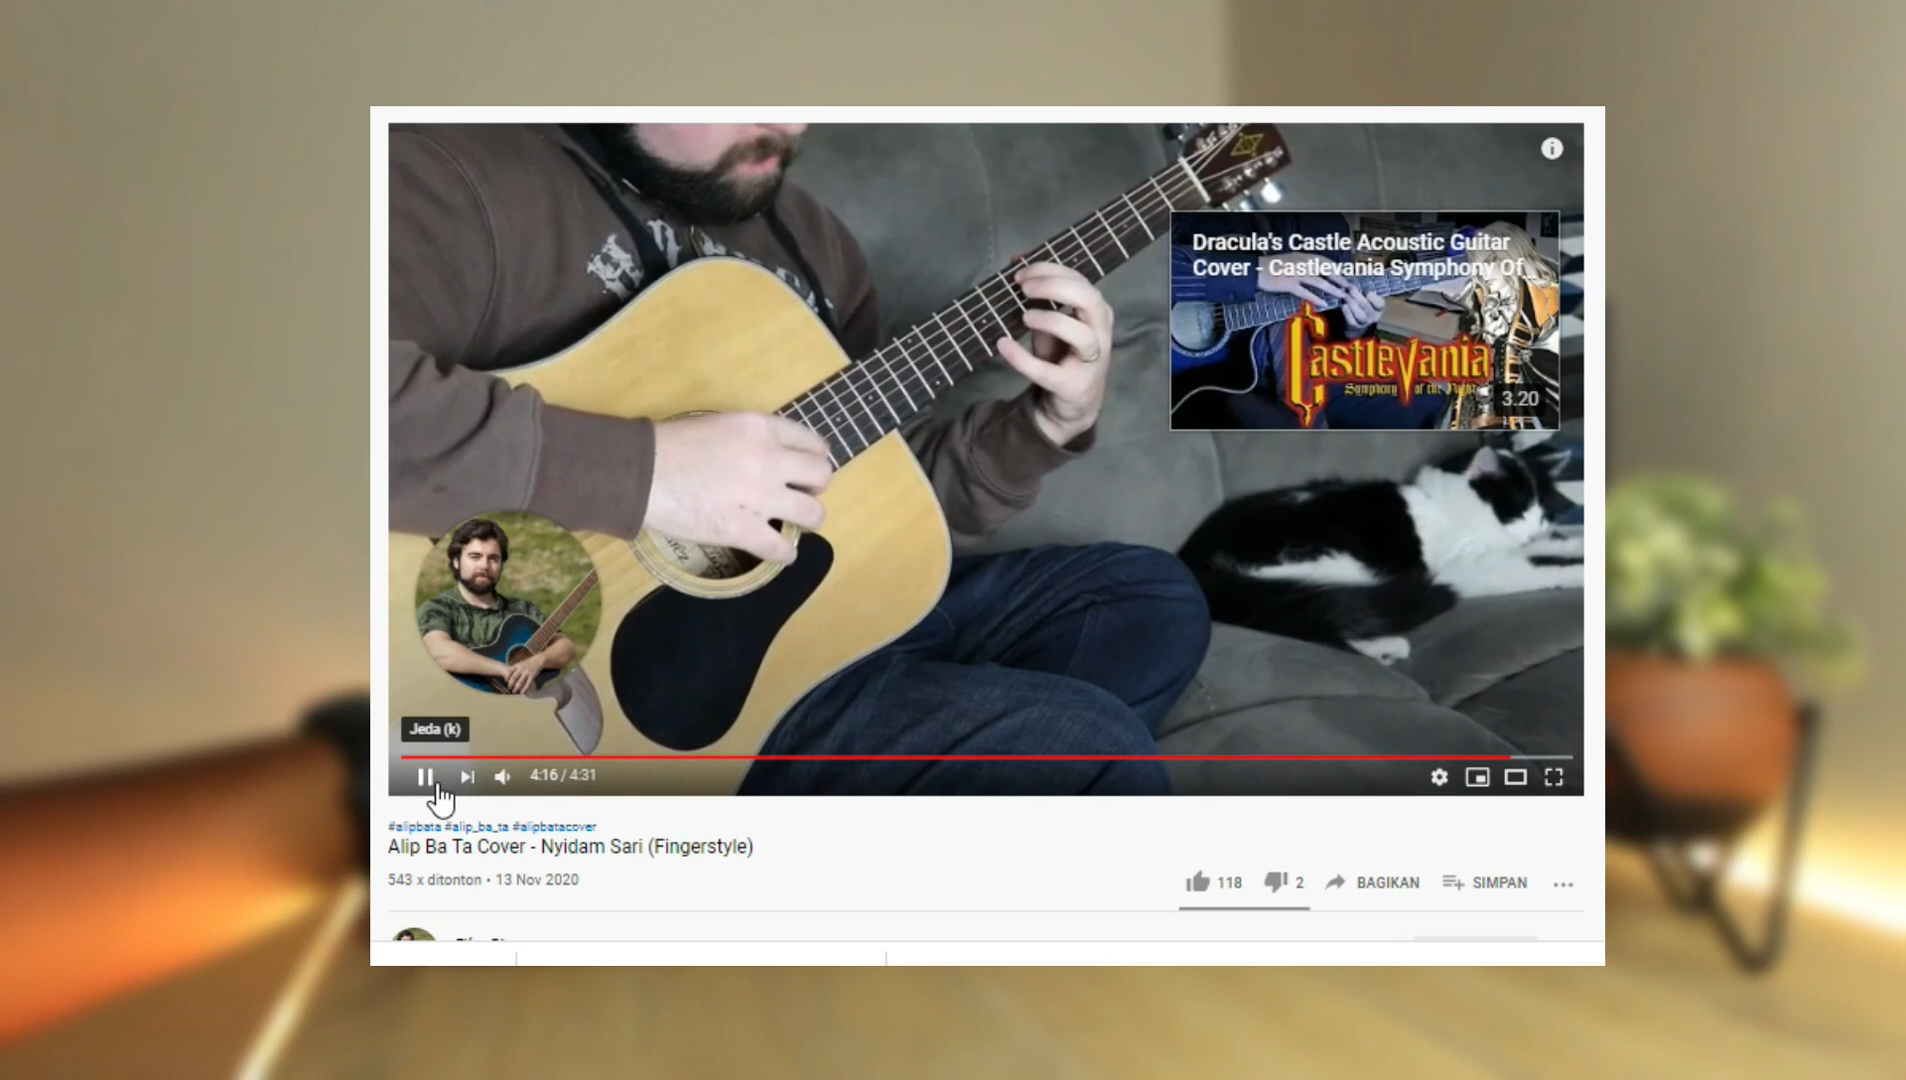 Dracula's Castle Acoustic Guitar
Cover - Castlevania Symphony Of...
Castlevania
Symphony of the Night
3.20
Jeda (k)
4:16 / 4:31
#alipbata #alip_ba_ta #alipbatacover
Alip Ba Ta Cover - Nyidam Sari (Fingerstyle)
543 x ditonton • 13 Nov 2020
118
2
BAGIKAN
SIMPAN